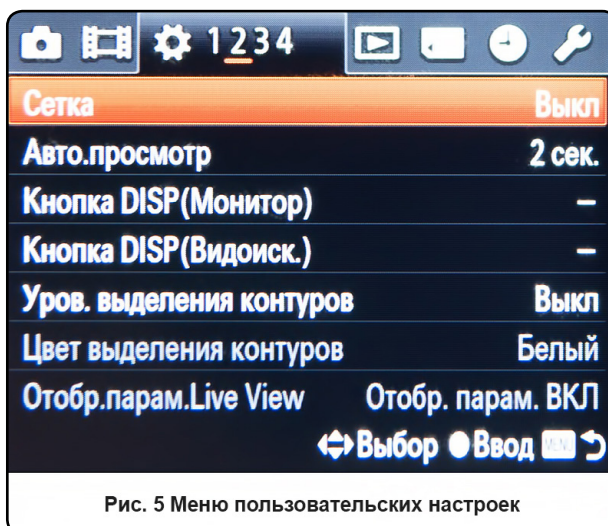 1234
Сетка Выкл
Авто.просмотр 2 сек.
Кнопка DISP(Монитор) –
Кнопка DISP(Видоиск.) –
Уров. выделения контуров Выкл
Цвет выделения контуров Белый
Отобр.парам.Live View Отобр. парам. ВКЛ
Выбор Ввод MENU
Рис. 5 Меню пользовательских настроек